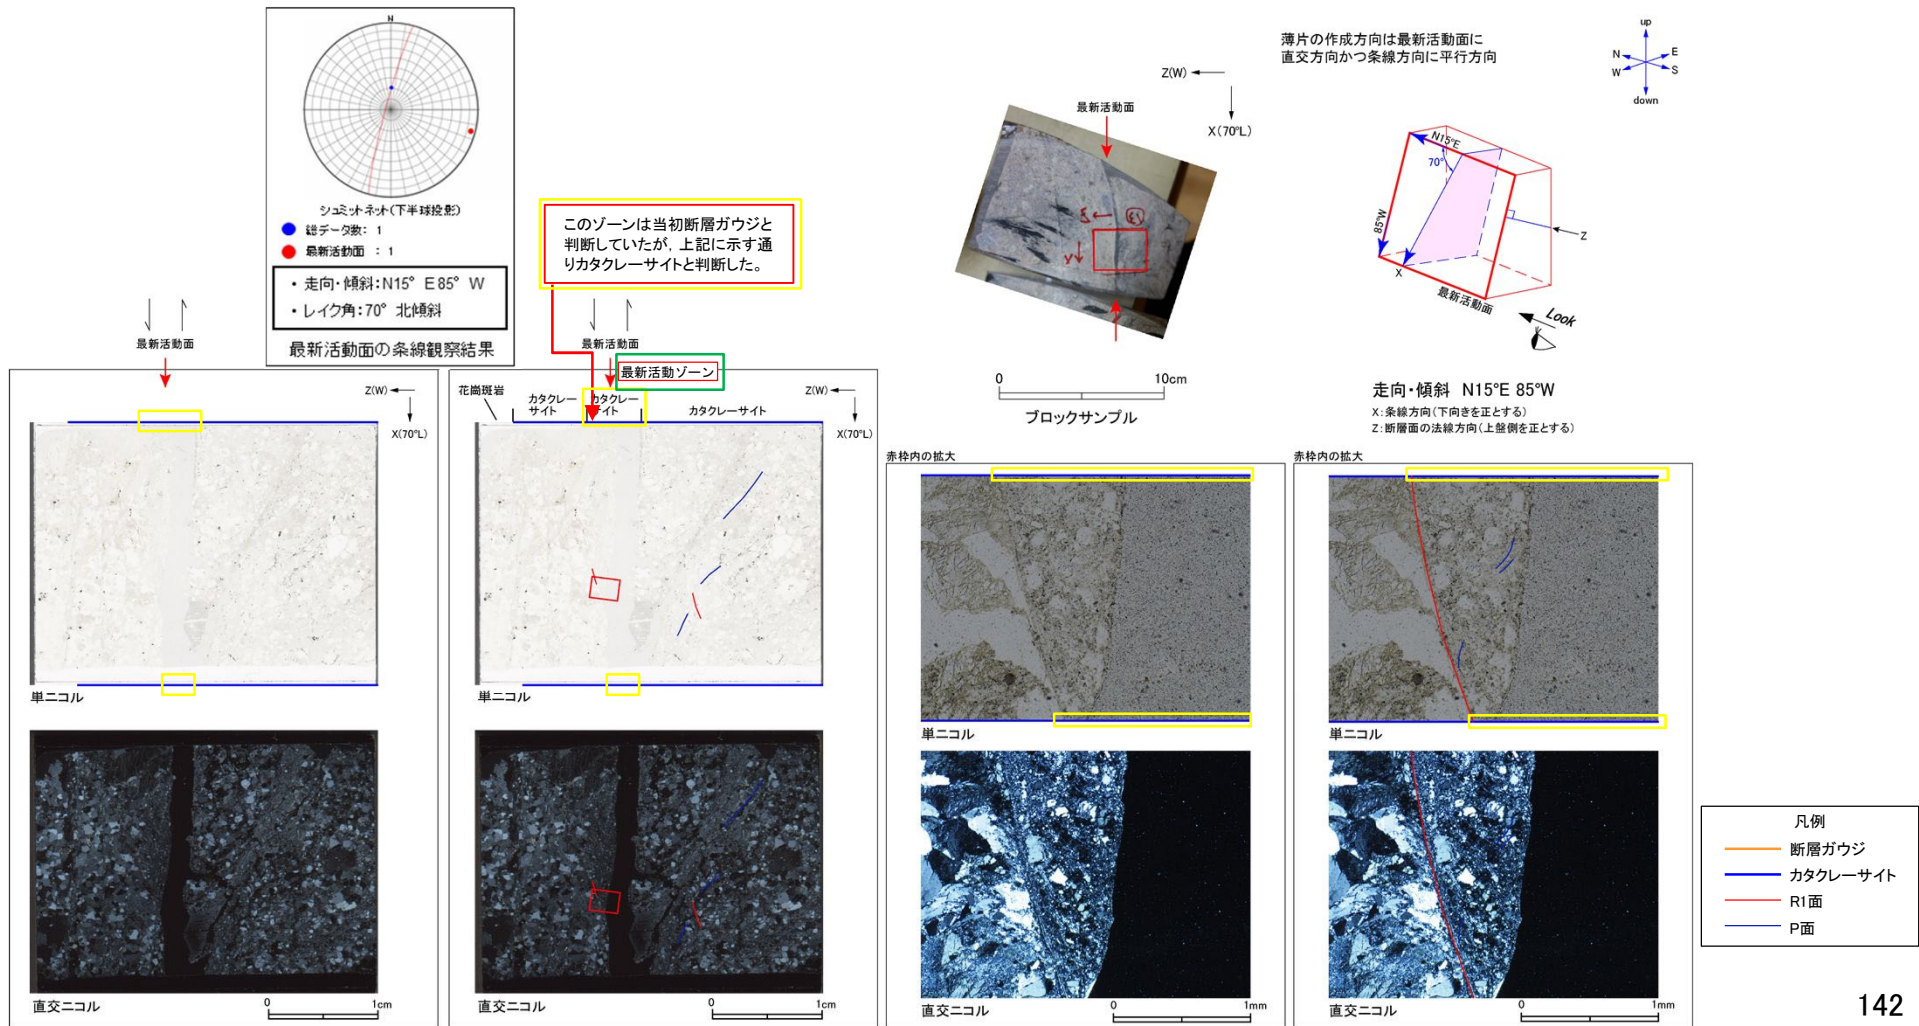 N
シュミットネット(下半球投影)
総データ数: 1
最新活動面 : 1
・ 走向・傾斜:N15° E85° W
・ レイク角:70° 北傾斜
最新活動面の条線観察結果
このゾーンは当初断層ガウジと
判断していたが, 上記に示す通
りカタクレーサイトと判断した。
最新活動面
最新活動面
最新活動ゾーン
Z(W)
X(70°L)
花崗斑岩
カタクレー
サイト
カタクレー
サイト
カタクレーサイト
Z(W)
X(70°L)
単ニコル
単ニコル
直交ニコル
0 1cm
直交ニコル
0 1cm
薄片の作成方向は最新活動面に
直交方向かつ条線方向に平行方向
Z(W)
X(70°L)
最新活動面
0 10cm
ブロックサンプル
up
N
E
W
S
down
N15°E
70°
85°W
X
Z
最新活動面
Look
走向・傾斜 N15°E 85°W
X:条線方向(下向きを正とする)
Z:断層面の法線方向(上盤側を正とする)
赤枠内の拡大
赤枠内の拡大
単ニコル
単ニコル
直交ニコル
0 1mm
直交ニコル
0 1mm
凡例
断層ガウジ
カタクレーサイト
R1面
P面
142